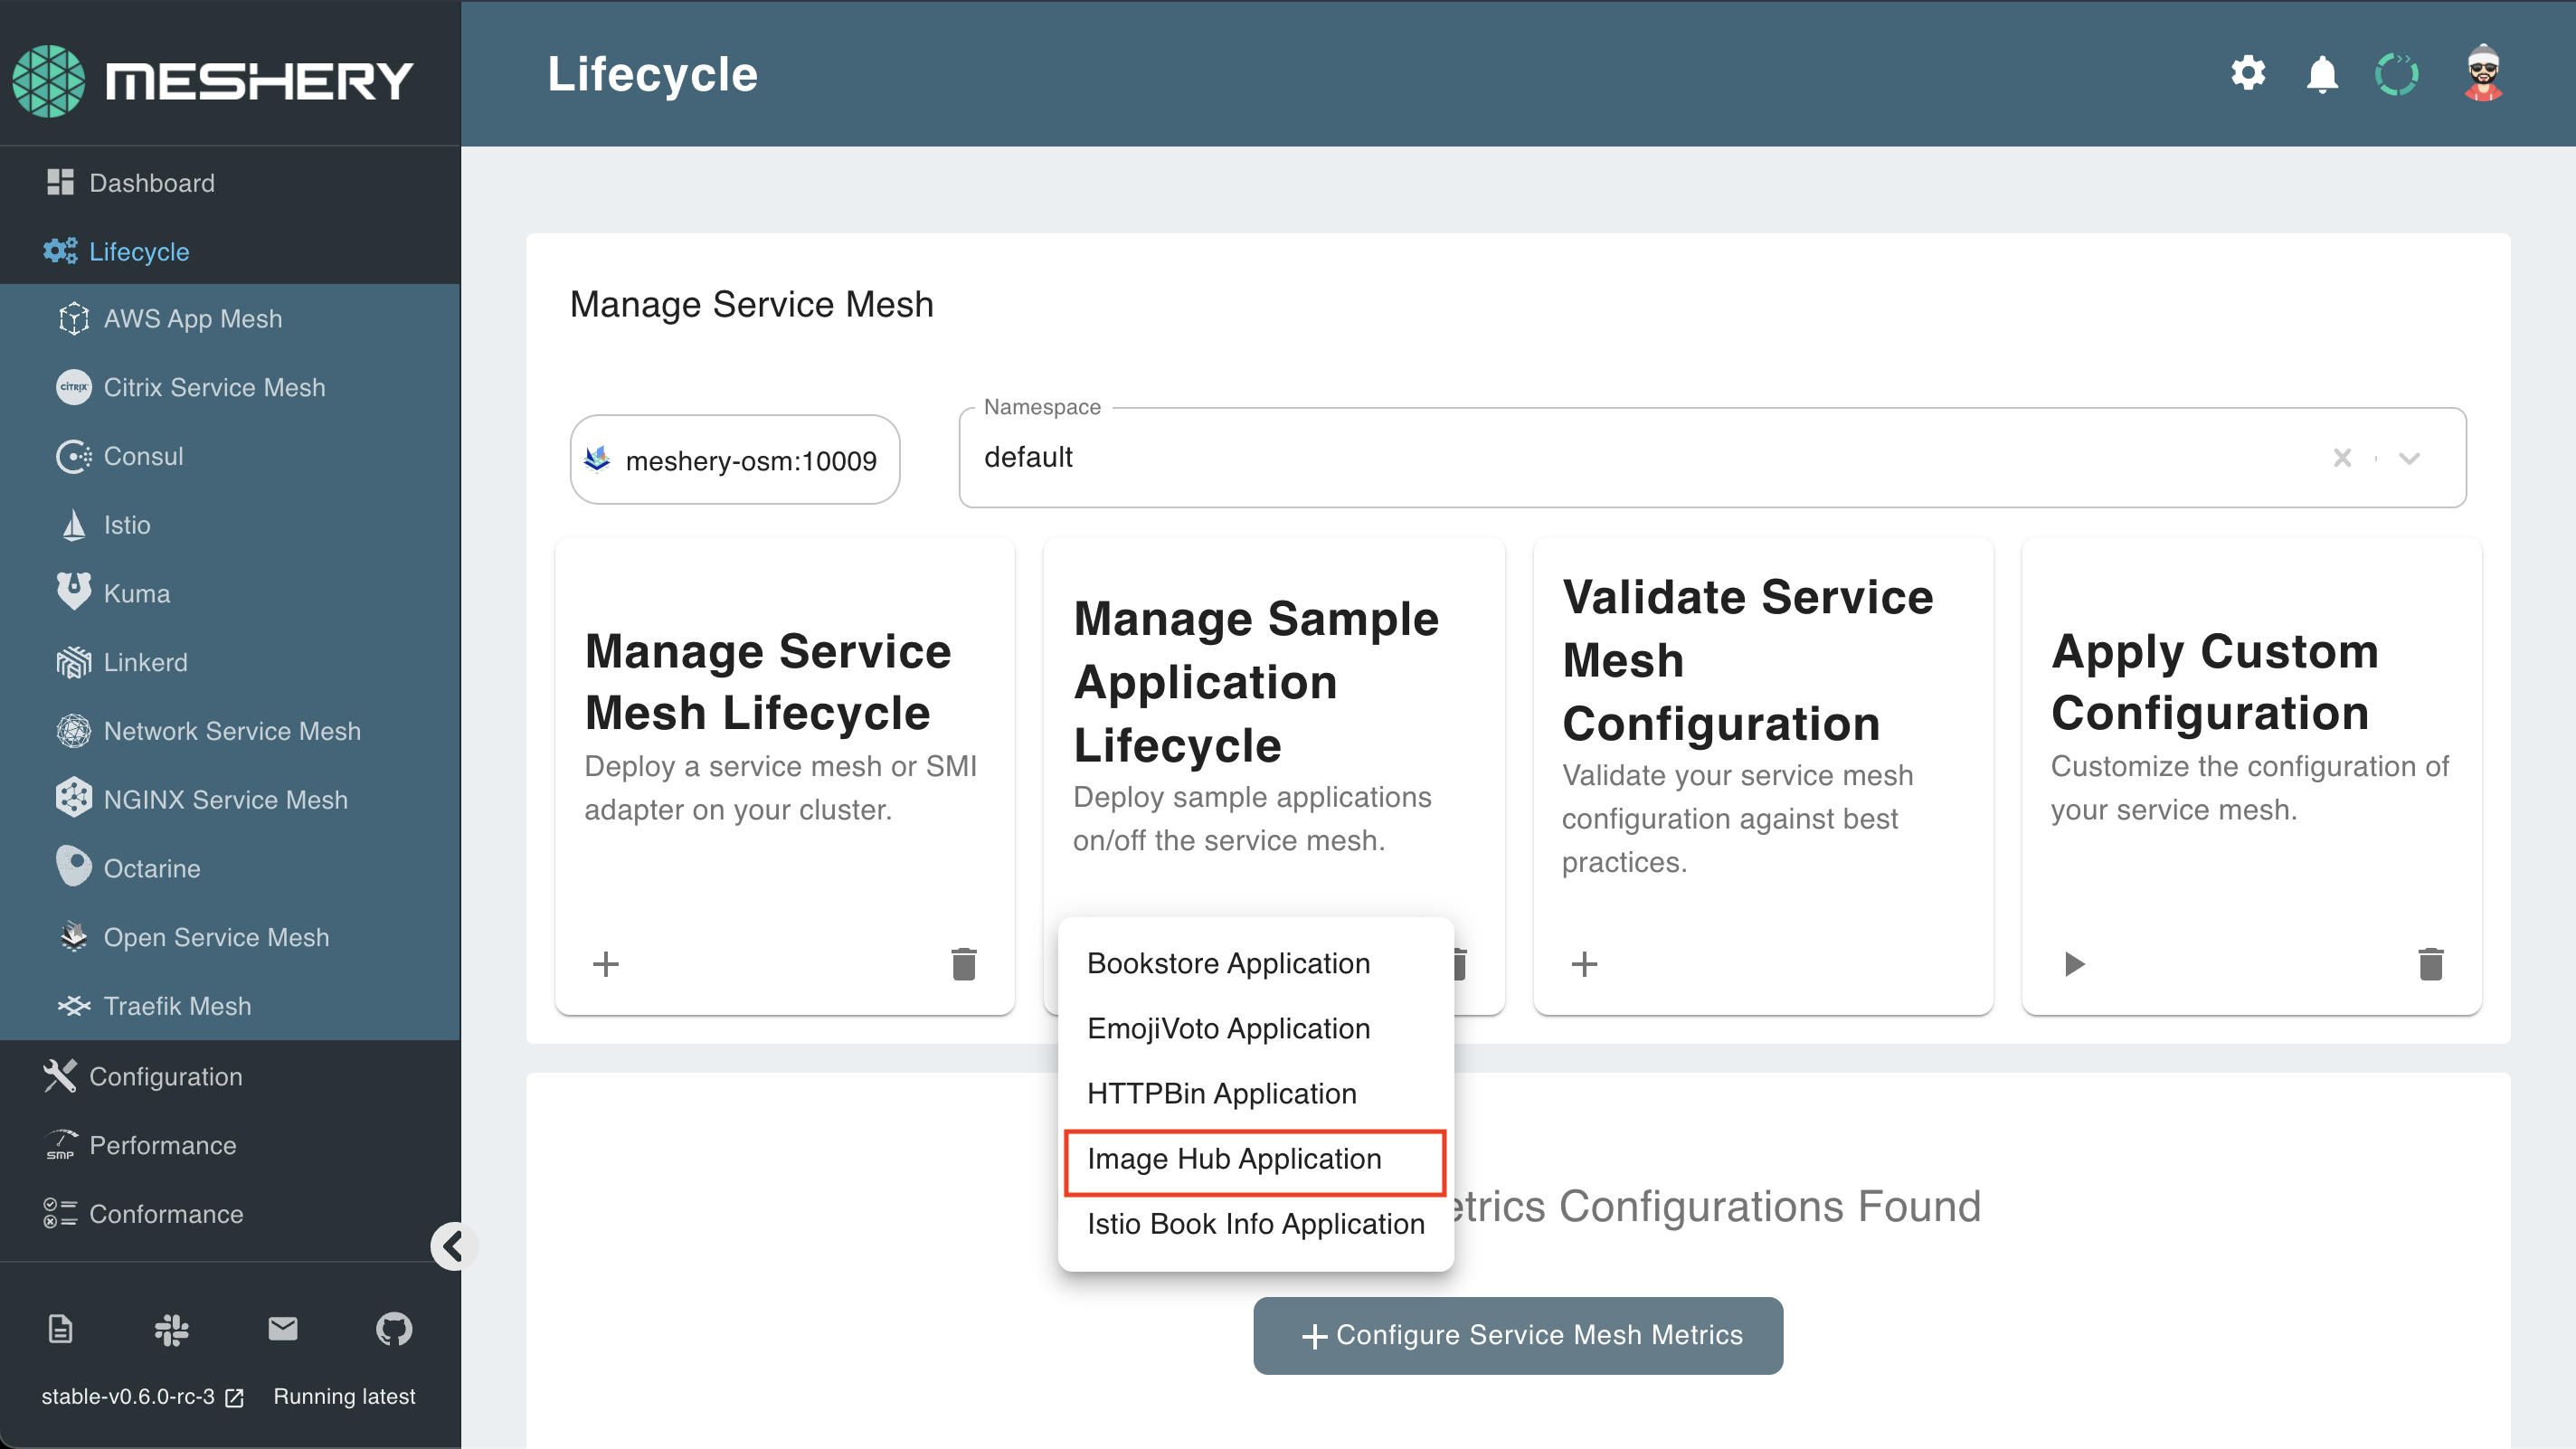 MESHERY
Lifecycle
Dashboard
Lifecycle
AWS App Mesh
CITRIX
Citrix Service Mesh
Consul
Istio
Kuma
Linkerd
Network Service Mesh
NGINX Service Mesh
Octarine
Open Service Mesh
Traefik Mesh
Configuration
SMP
Performance
Conformance
stable-v0.6.0-rc-3
Running latest
Manage Service Mesh
meshery-osm:10009
Namespace
default
Manage Service
Mesh Lifecycle
Deploy a service mesh or SMI
adapter on your cluster.
Manage Sample
Application
Lifecycle
Deploy sample applications
on/off the service mesh.
Validate Service
Mesh
Configuration
Validate your service mesh
configuration against best
practices.
Apply Custom
Configuration
Customize the configuration of
your service mesh.
Bookstore Application
EmojiVoto Application
HTTPBin Application
Image Hub Application
Istio Book Info Application
etrics Configurations Found
Configure Service Mesh Metrics